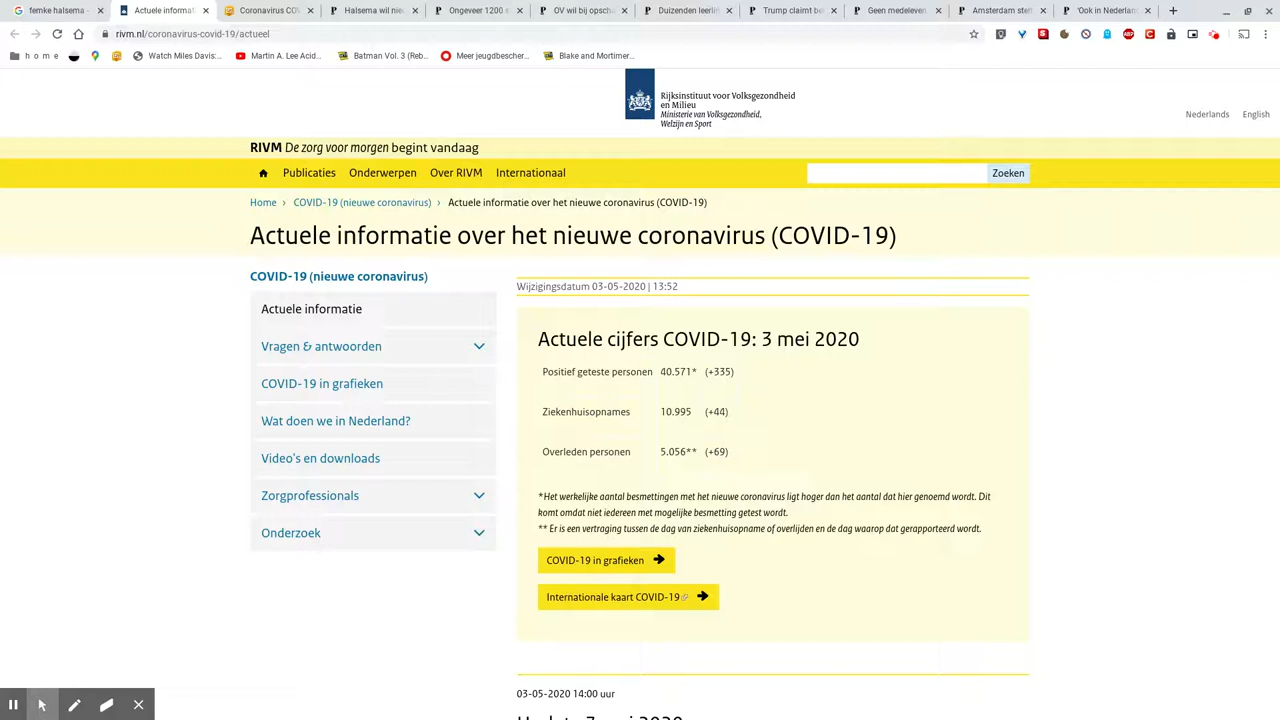 femke halsema -
Actuele informati
Coronavirus COV
Halsema wil nie
Ongeveer 1200 e
OV wil bij opscha
Duizenden leerli
Trump claimt be
Geen medeleven
Amsterdam ste
'Ook in Nederlan
rivm.nl/coronavirus-covid-19/actueel
h o m e
Watch Miles Davis:...
Martin A. Lee Acid...
Batman Vol. 3 (Reb...
Meer jeugdbescher...
Blake and Mortimer...
Rijksinstituut voor Volksgezondheid
en Milieu
Ministerie van Volksgezondheid,
Welzijn en Sport
Nederlands English
RIVM De zorg voor morgen begint vandaag
Publicaties Onderwerpen Over RIVM Internationaal Zoeken
Home › COVID-19 (nieuwe coronavirus) › Actuele informatie over het nieuwe coronavirus (COVID-19)
Actuele informatie over het nieuwe coronavirus (COVID-19)
COVID-19 (nieuwe coronavirus)
Actuele informatie
Vragen & antwoorden
COVID-19 in grafieken
Wat doen we in Nederland?
Video's en downloads
Zorgprofessionals
Onderzoek
Wijzigingsdatum 03-05-2020 | 13:52
Actuele cijfers COVID-19: 3 mei 2020
Positief geteste personen 40.571* (+335)
Ziekenhuisopnames 10.995 (+44)
Overleden personen 5.056** (+69)
*Het werkelijke aantal besmettingen met het nieuwe coronavirus ligt hoger dan het aantal dat hier genoemd wordt. Dit
komt omdat niet iedereen met mogelijke besmetting getest wordt.
** Er is een vertraging tussen de dag van ziekenhuisopname of overlijden en de dag waarop dat gerapporteerd wordt.
COVID-19 in grafieken
Internationale kaart COVID-19
03-05-2020 14:00 uur